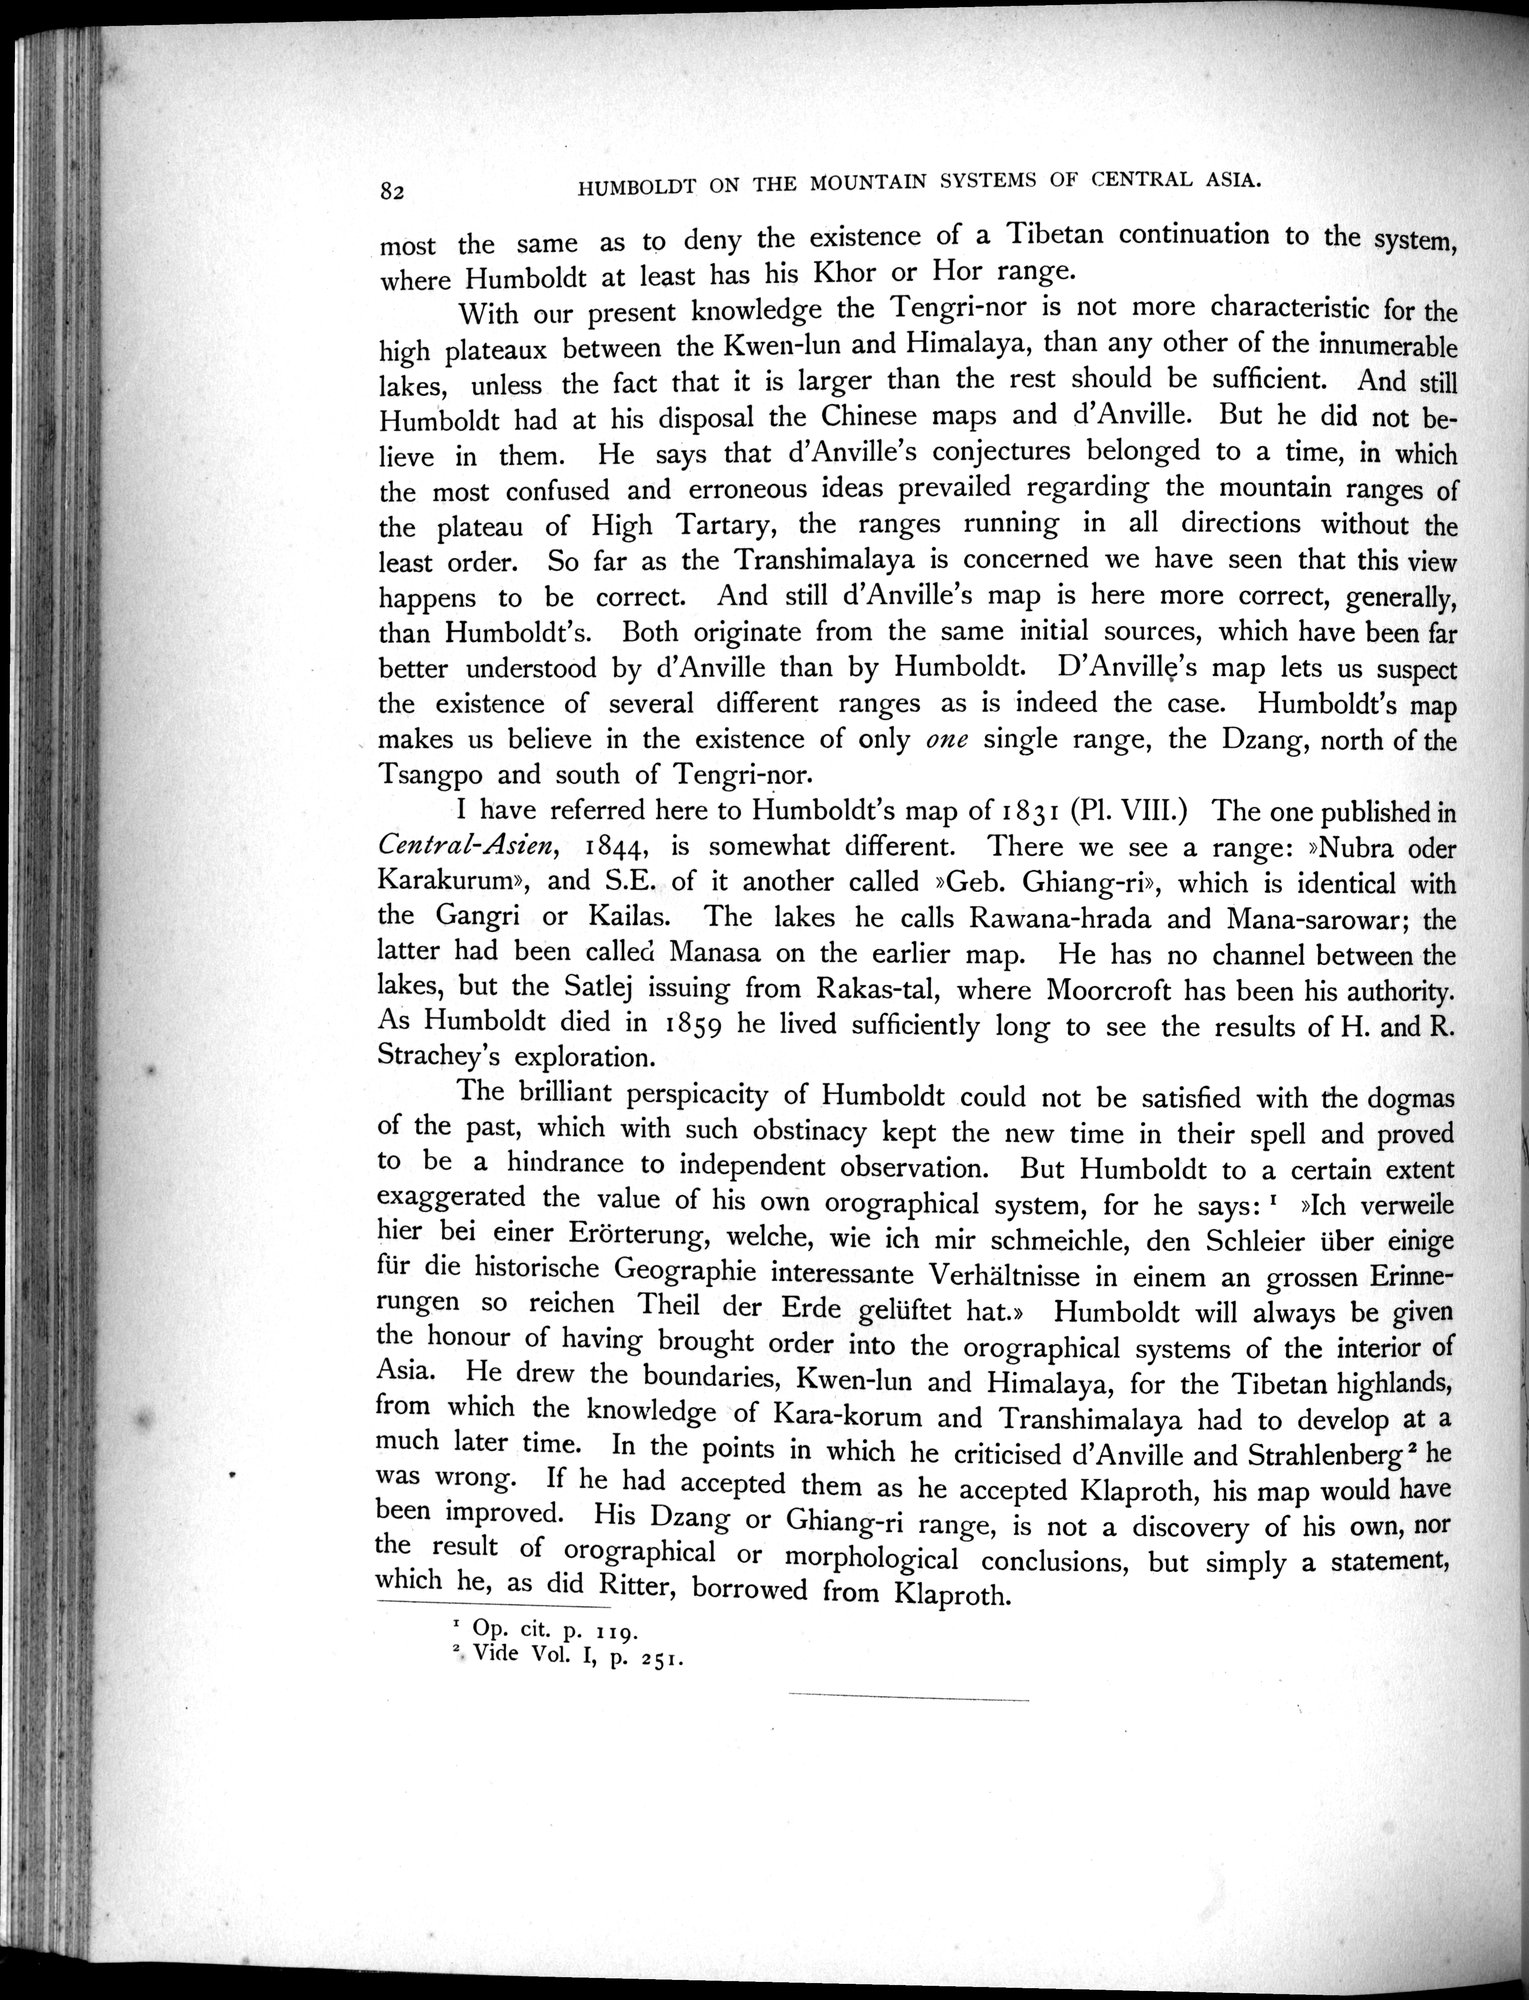 82 HUMBOLDT ON THE MOUNTAIN SYSTEMS OF CENTRAL ASIA.
most the same as to deny the existence of a Tibetan continuation to the system,
where Humboldt at least has his Khor or Hor range.
With our present knowledge the Tengri-nor is not more characteristic for the
high plateaux between the Kwen-lun and Himalaya, than any other of the innumerable
lakes, unless the fact that it is larger than the rest should be sufficient. And still
Humboldt had at his disposal the Chinese maps and d'Anville. But he did not be-
lieve in them. He says that d'Anville's conjectures belonged to a time, in which
the most confused and erroneous ideas prevailed regarding the mountain ranges of
the plateau of High Tartary, the ranges running in all directions without the
least order. So far as the Transhimalaya is concerned we have seen that this view
happens to be correct. And still d'Anville's map is here more correct, generally,
than Humboldt's. Both originate from the same initial sources, which have been far
better understood by d'Anville than by Humboldt. D'Anville's map lets us suspect
the existence of several different ranges as is indeed the case. Humboldt's map
makes us believe in the existence of only one single range, the Dzang, north of the
Tsangpo and south of Tengri-nor.
I have referred here to Humboldt's map of 1831 (Pl. VIII.) The one published in
Central-Asien, 1844, is somewhat different. There we see a range: »Nubra oder
Karakurum», and S.E. of it another called »Geb. Ghiang-ri», which is identical with
the Gangri or Kailas. The lakes he calls Rawana-hrada and Mana-sarowar; the
latter had been called Manasa on the earlier map. He has no channel between the
lakes, but the Satlej issuing from Rakas-tal, where Moorcroft has been his authority.
As Humboldt died in 1859 he lived sufficiently long to see the results of H. and R.
Strachey's exploration.
The brilliant perspicacity of Humboldt could not be satisfied with the dogmas
of the past, which with such obstinacy kept the new time in their spell and proved
to be a hindrance to independent observation. But Humboldt to a certain extent
exaggerated the value of his own orographical system, for he says: ¹ »Ich verweile
hier bei einer Erörterung, welche, wie ich mir schmeichle, den Schleier über einige
für die historische Geographie interessante Verhältnisse in einem an grossen Erinne-
rungen so reichen Theil der Erde gelüftet hat.» Humboldt will always be given
the honour of having brought order into the orographical systems of the interior of
Asia. He drew the boundaries, Kwen-lun and Himalaya, for the Tibetan highlands,
from which the knowledge of Kara-korum and Transhimalaya had to develop at a
much later time. In the points in which he criticised d'Anville and Strahlenberg ² he
was wrong. If he had accepted them as he accepted Klaproth, his map would have
been improved. His Dzang or Ghiang-ri range, is not a discovery of his own, nor
the result of orographical or morphological conclusions, but simply a statement,
which he, as did Ritter, borrowed from Klaproth.
¹ Op. cit. p. 119.
² Vide Vol. I, p. 251.